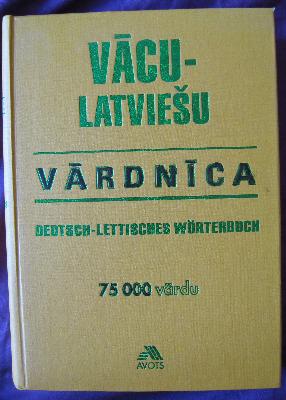 VĀCU-
LATVIEŠU
VĀRDNĪCA
DEUTSCH-LETTISCHES WÖRTERBUCH
75 000 vārdu
AVOTS